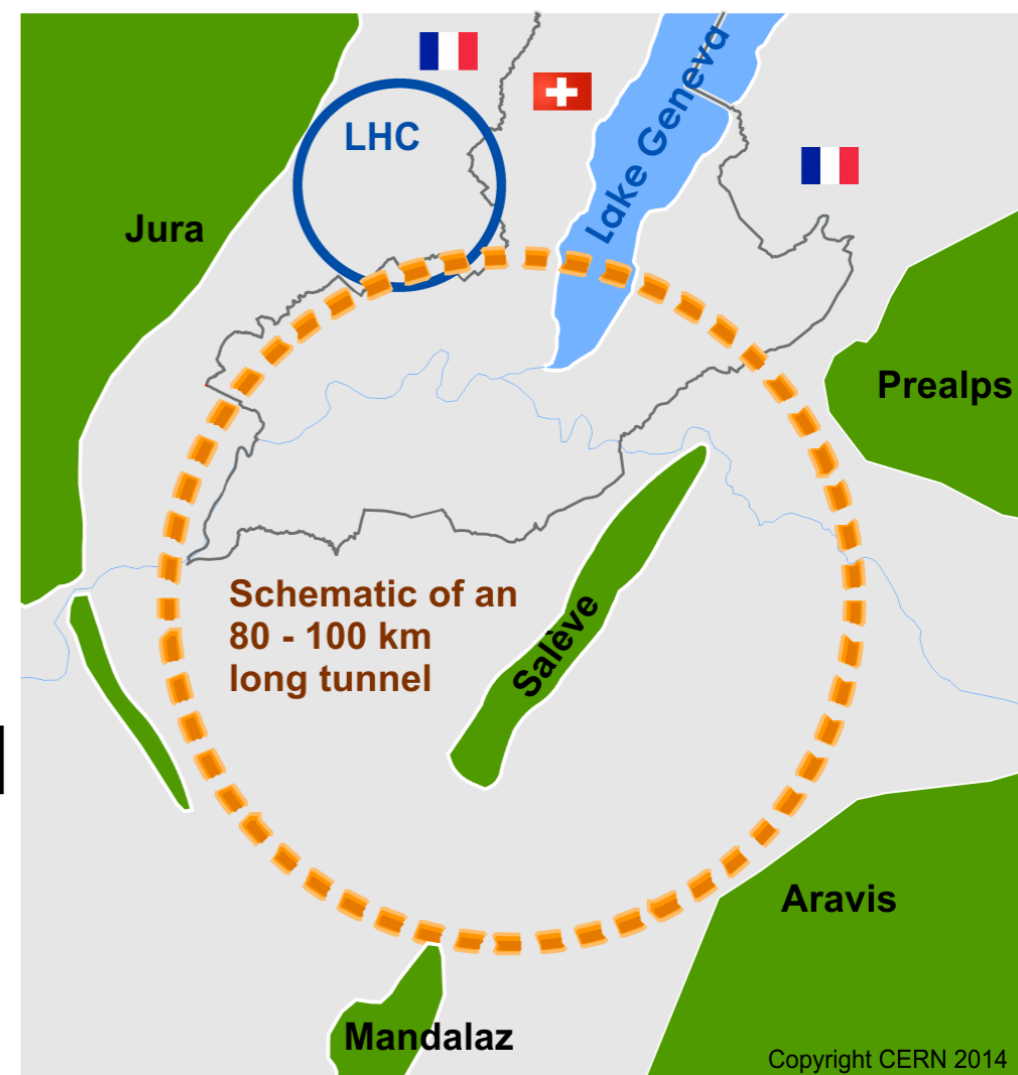 LHC
Lake Geneva
Jura
Prealps
Schematic of an
80 - 100 km
long tunnel
Salève
Aravis
Mandalaz
Copyright CERN 2014